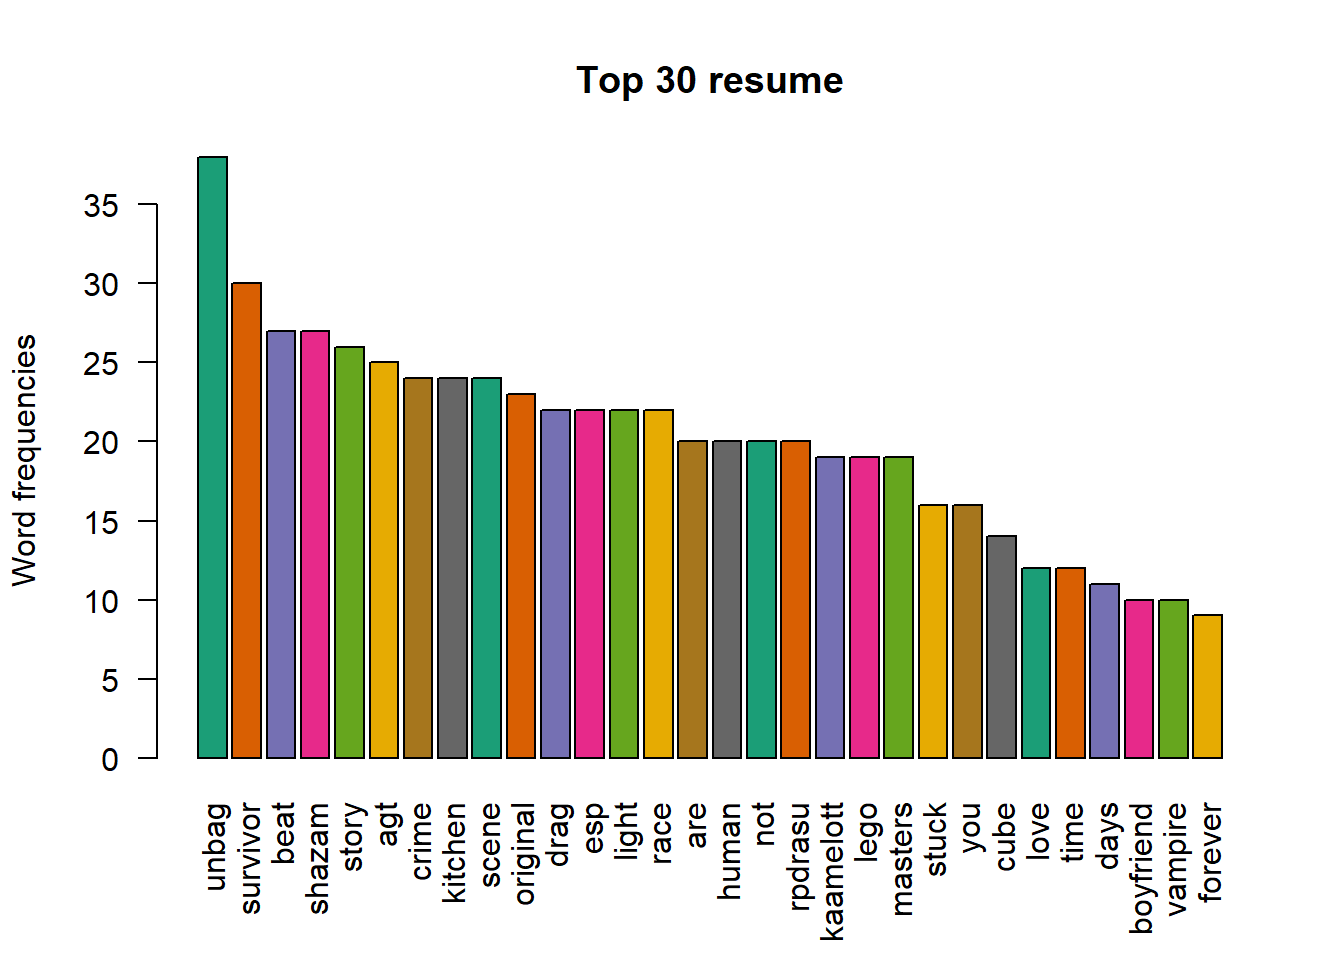 Top 30 resume
Word frequencies
35
30
25
20
15
10
5
0
unbag
survivor
beat
shazam
story
agt
crime
kitchen
scene
original
drag
esp
light
race
are
human
not
rpdrasu
kaamelott
lego
masters
stuck
you
cube
love
time
days
boyfriend
vampire
forever